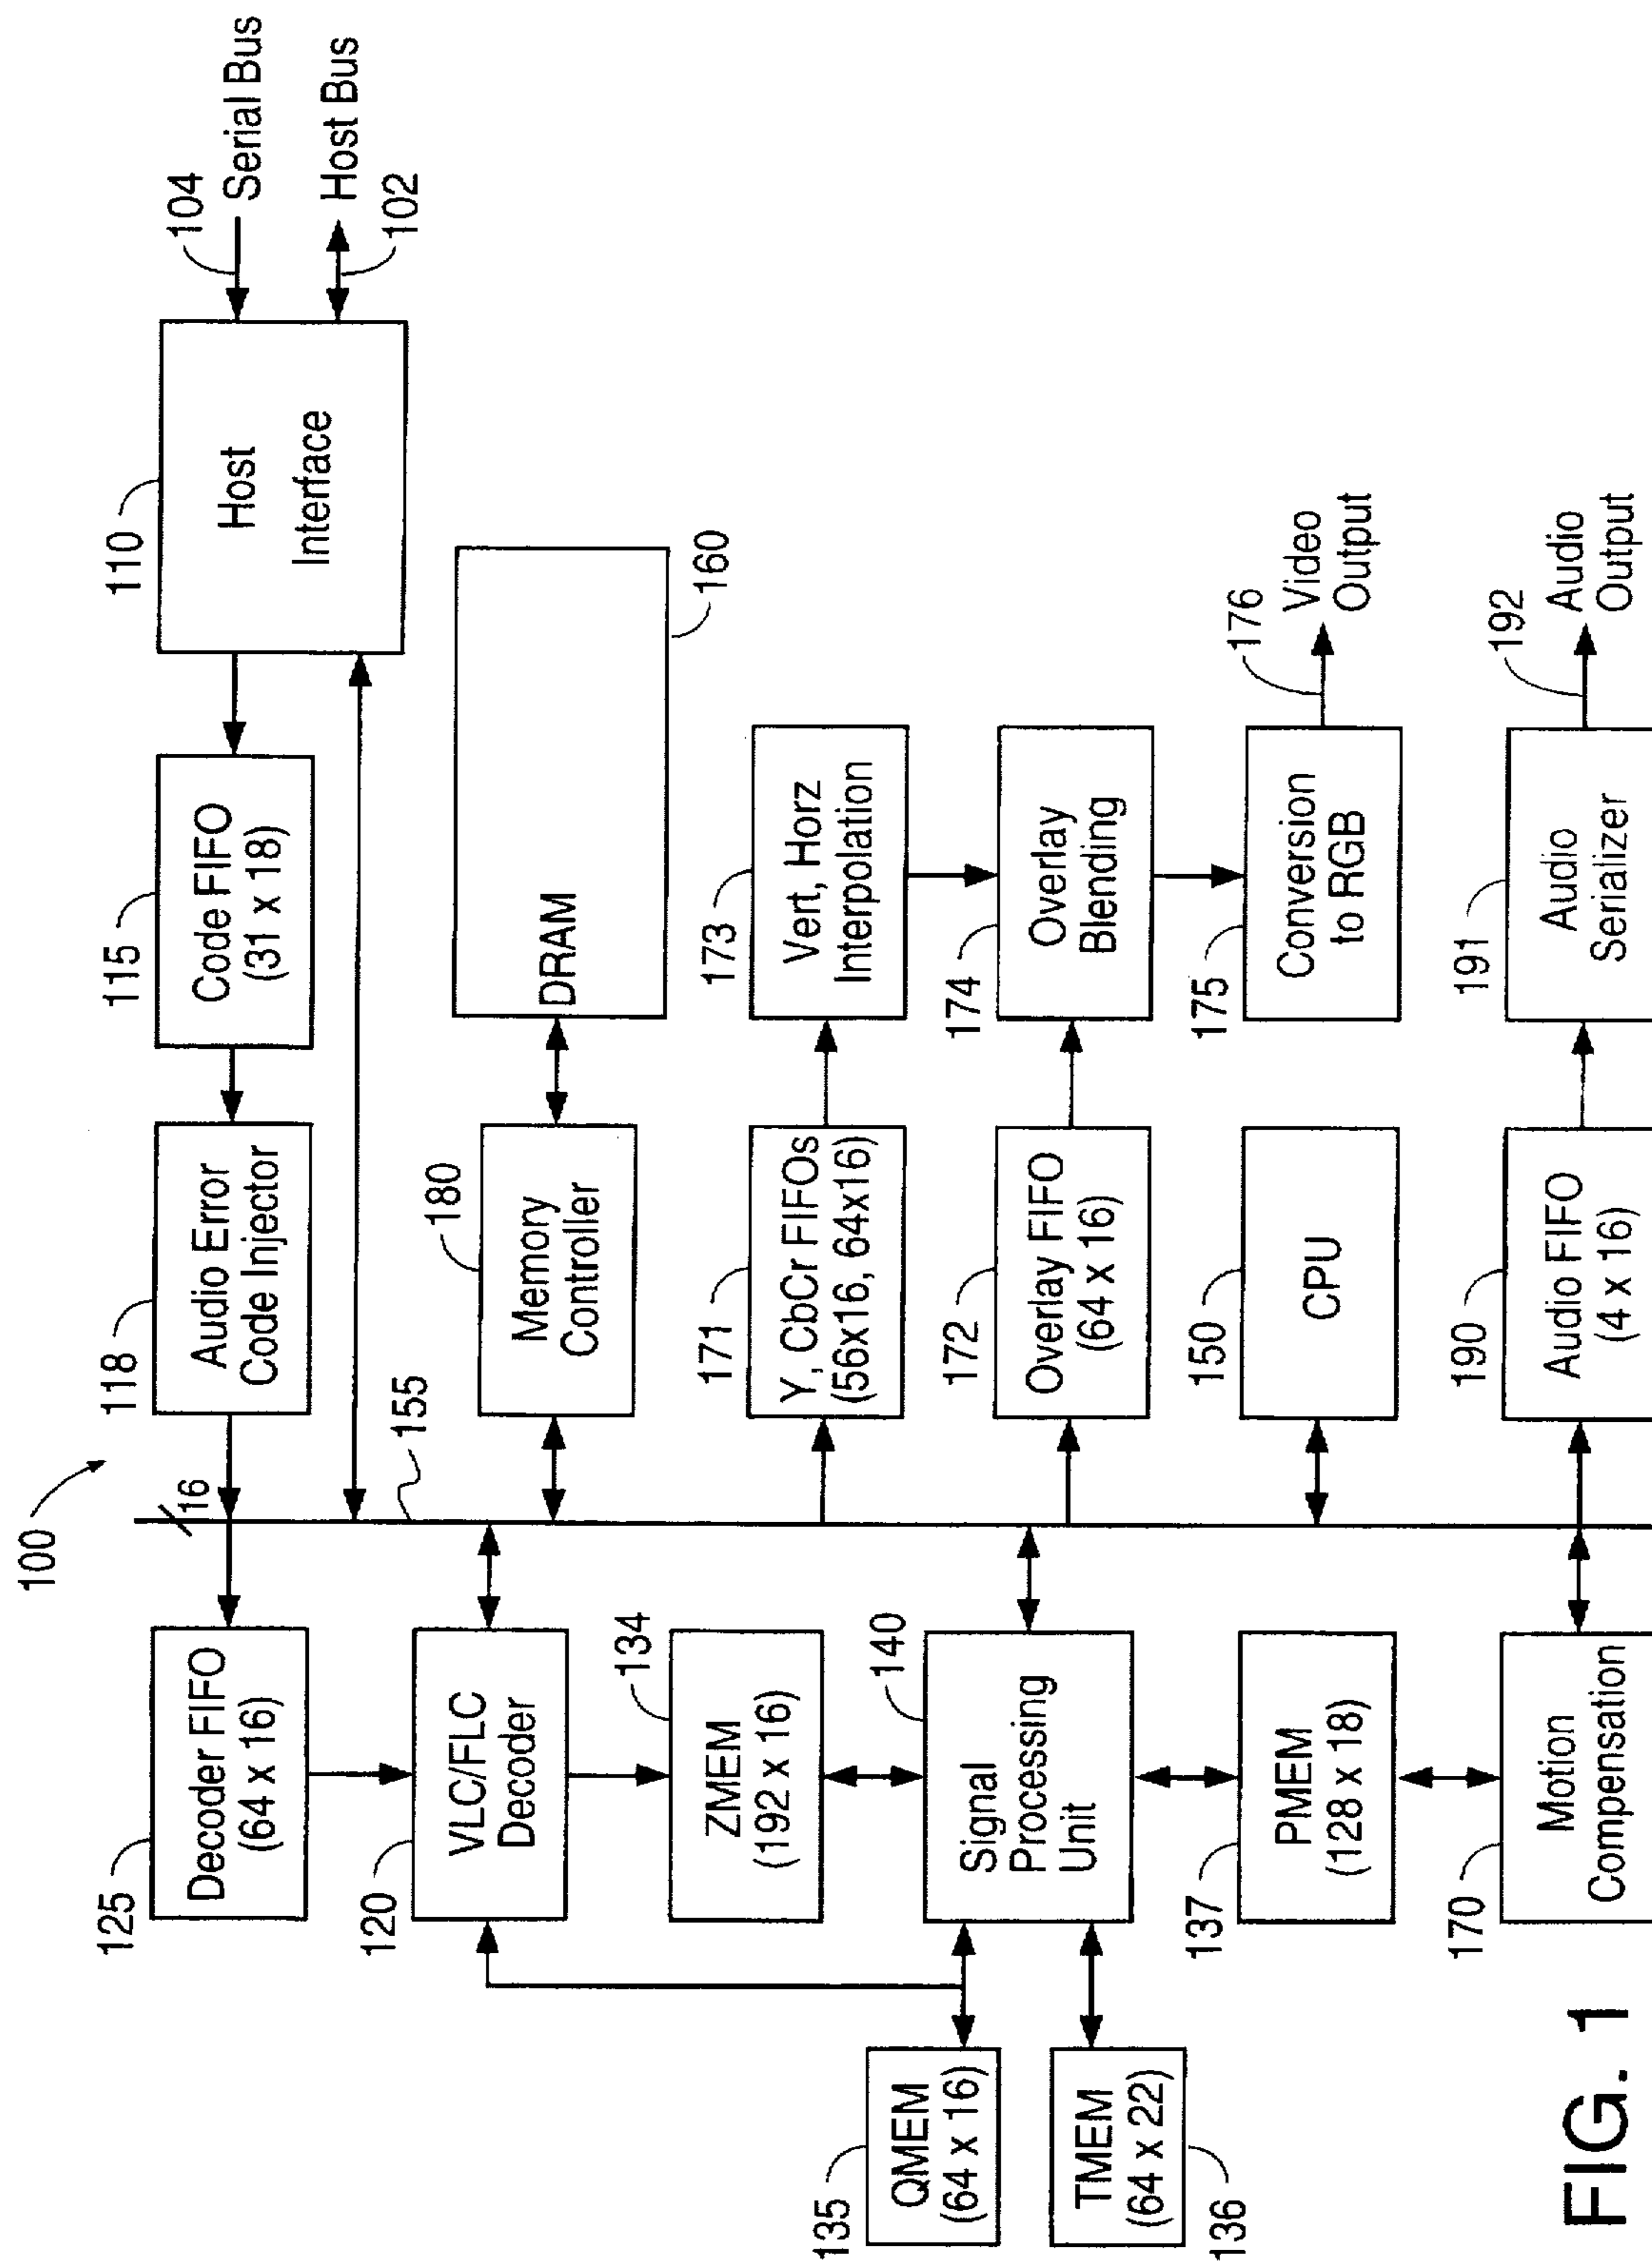 100
125
Decoder FIFO
(64 x 16)
16
118
Audio Error
Code Injector
115
Code FIFO
(31 x 18)
110
Host
Interface
104
Serial Bus
Host Bus
102
120
VLC/FLC
Decoder
155
180
Memory
Controller
DRAM
160
134
ZMEM
(192 x 16)
171
Y, CbCr FIFOs
(56x16, 64x16)
173
Vert, Horz
Interpolation
135
QMEM
(64 x 16)
140
Signal
Processing
Unit
172
Overlay FIFO
(64 x 16)
174
Overlay
Blending
136
TMEM
(64 x 22)
137
PMEM
(128 x 18)
150
CPU
175
Conversion
to RGB
176
Video
Output
170
Motion
Compensation
190
Audio FIFO
(4 x 16)
191
Audio
Serializer
192
Audio
Output
FIG. 1